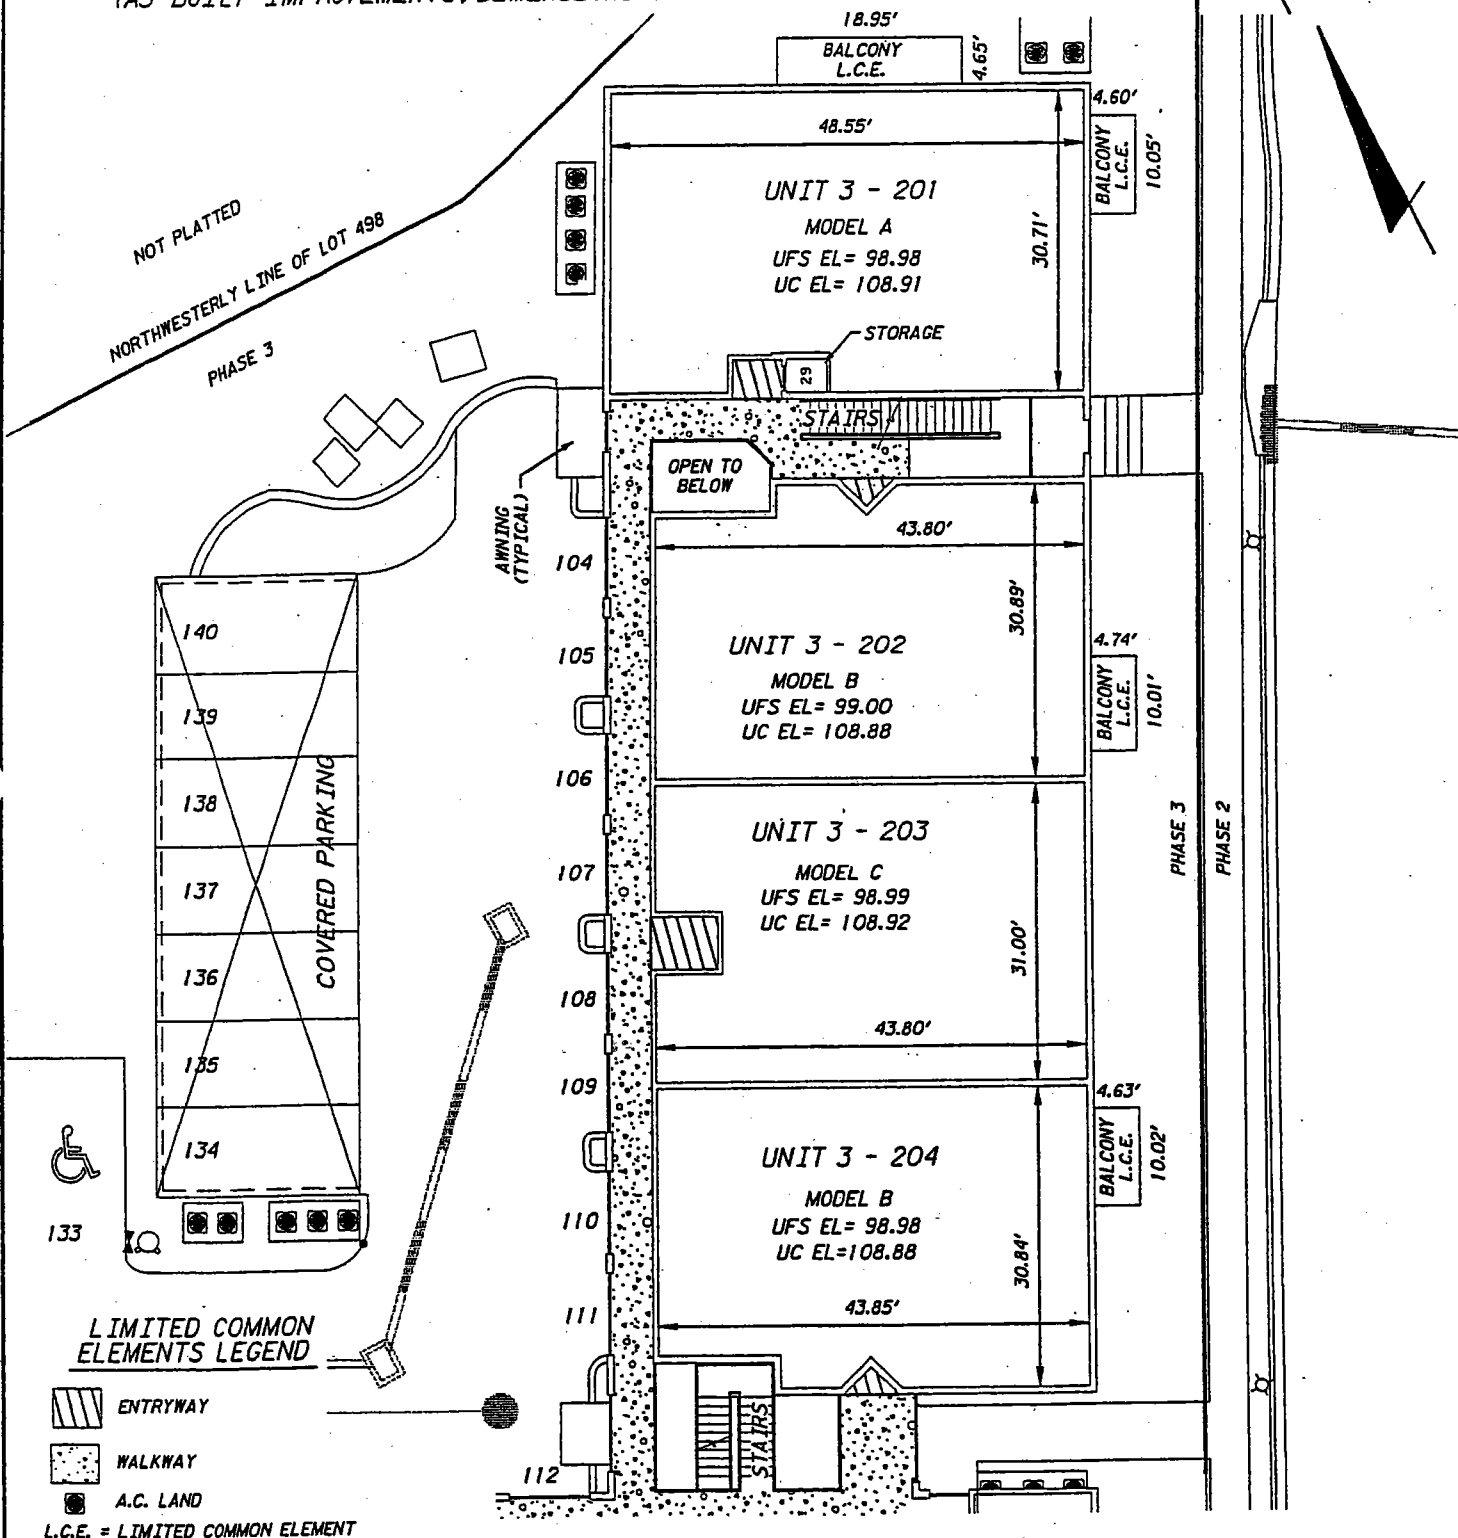 18.95'
BALCONY
L.C.E.
4.65'
4.60'
BALCONY
L.C.E.
10.05'
48.55'
UNIT 3 - 201
MODEL A
UFS EL= 98.98
UC EL= 108.91
30.71'
STORAGE
29
NOT PLATTED
NORTHWESTERLY LINE OF LOT 498
PHASE 3
STAIRS
OPEN TO
BELOW
AWNING
(TYPICAL)
43.80'
30.89'
UNIT 3 - 202
MODEL B
UFS EL= 99.00
UC EL= 108.88
4.74'
BALCONY
L.C.E.
10.01'
104
105
106
107
108
109
110
111
112
140
139
138
137
136
135
134
COVERED PARKING
133
UNIT 3 - 203
MODEL C
UFS EL= 98.99
UC EL= 108.92
31.00'
43.80'
PHASE 3
PHASE 2
4.63'
BALCONY
L.C.E.
10.02'
UNIT 3 - 204
MODEL B
UFS EL= 98.98
UC EL=108.88
30.84'
43.85'
STAIRS
LIMITED COMMON
ELEMENTS LEGEND
ENTRYWAY
WALKWAY
A.C. LAND
L.C.E. = LIMITED COMMON ELEMENT